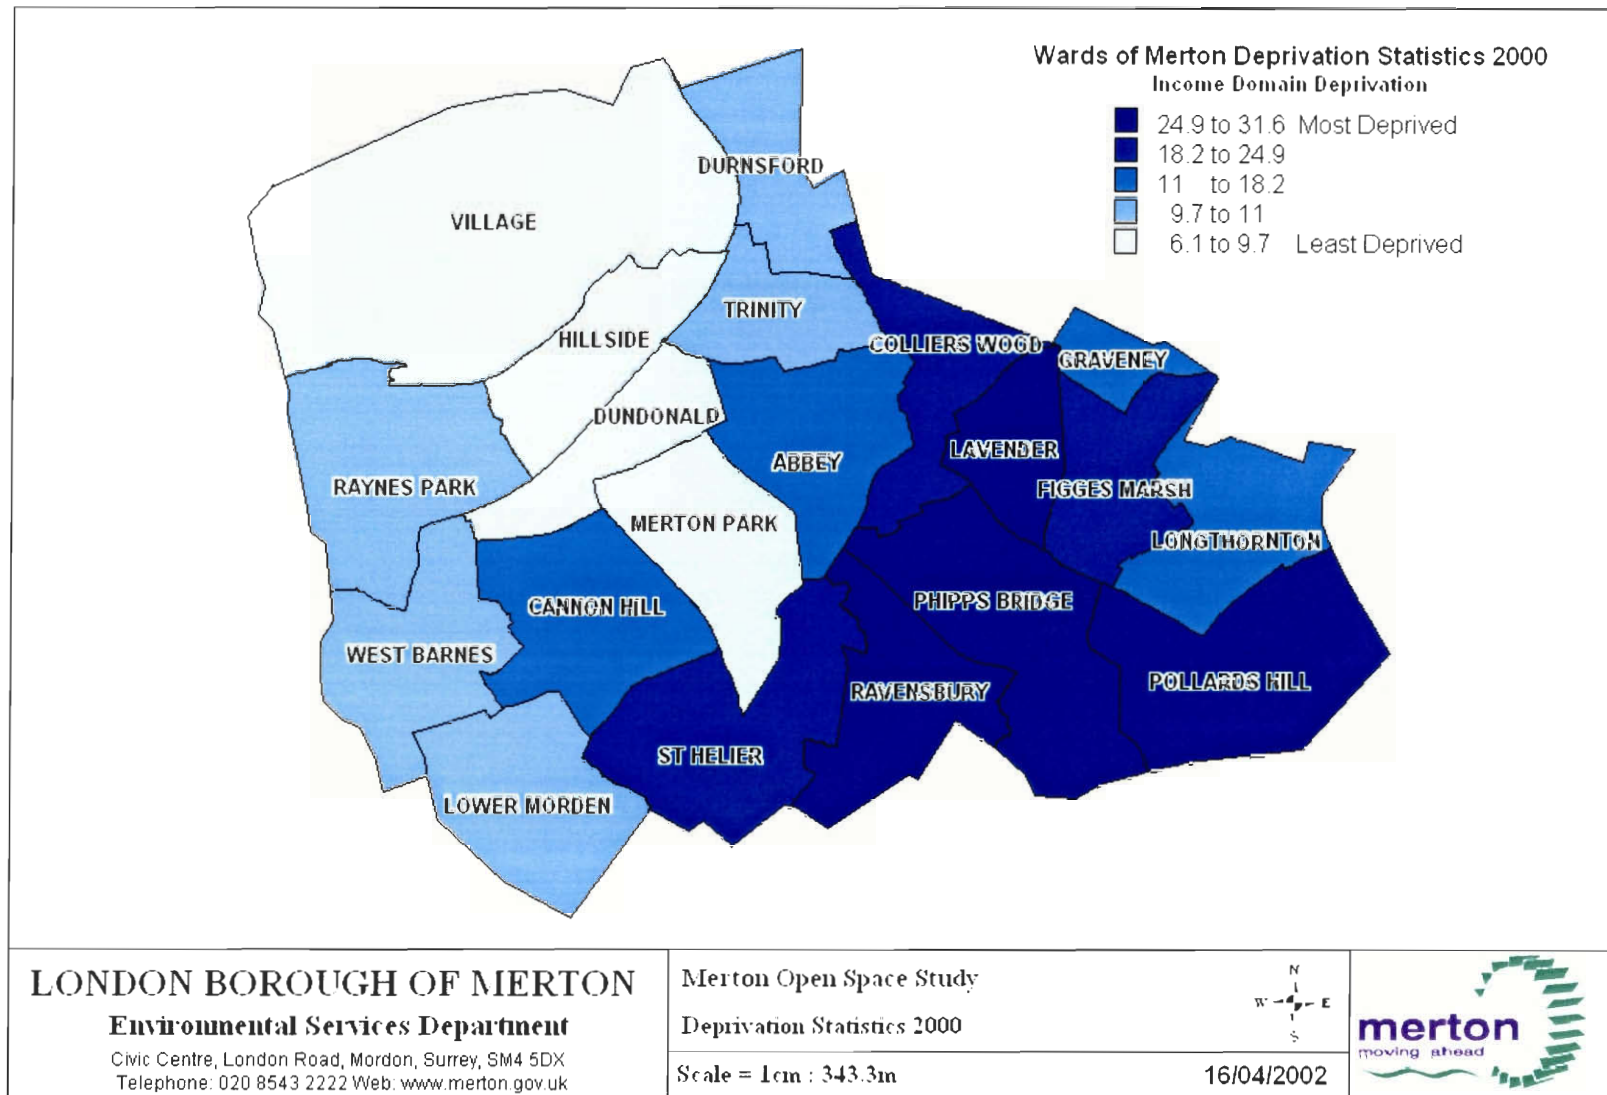 Wards of Merton Deprivation Statistics 2000
Income Domain Deprivation
24.9 to 31.6 Most Deprived
18.2 to 24.9
11 to 18.2
9.7 to 11
6.1 to 9.7 Least Deprived
DURNSFORD
VILLAGE
TRINITY
HILLSIDE
COLLIERS WOOD
GRAVENEY
DUNDONALD
LAVENDER
ABBEY
RAYNES PARK
FIGGES MARSH
MERTON PARK
LONGTHORNTON
PHIPPS BRIDGE
CANNON HILL
WEST BARNES
POLLARDS HILL
RAVENSBURY
ST HELIER
LOWER MORDEN
LONDON BOROUGH OF MERTON
Environmental Services Department
Civic Centre, London Road, Mordon, Surrey, SM4 5DX
Telephone: 020 8543 2222 Web: www.merton.gov.uk
Merton Open Space Study
Deprivation Statistics 2000
Scale = 1cm : 343.3m
16/04/2002
N
W E
S
merton
moving ahead